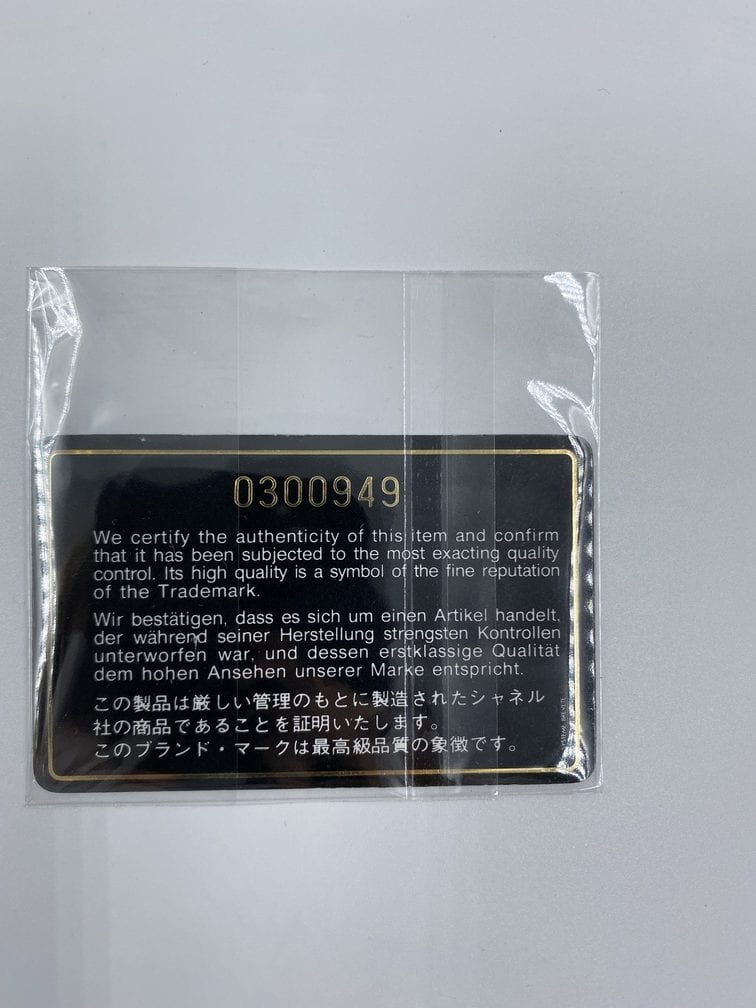 0300949
We certify the authenticity of this item and confirm
that it has been subjected to the most exacting quality
control. Its high quality is a symbol of the fine reputation
of the Trademark.
Wir bestätigen, dass es sich um einen Artikel handelt,
der während seiner Herstellung strengsten Kontrollen
unterworfen war, und dessen erstklassige Qualität
dem hohen Ansehen unserer Marke entspricht.
この製品は厳しい管理のもとに製造されたシャネル
社の商品であることを証明いたします。
このブランド・マークは最高級品質の象徴です。